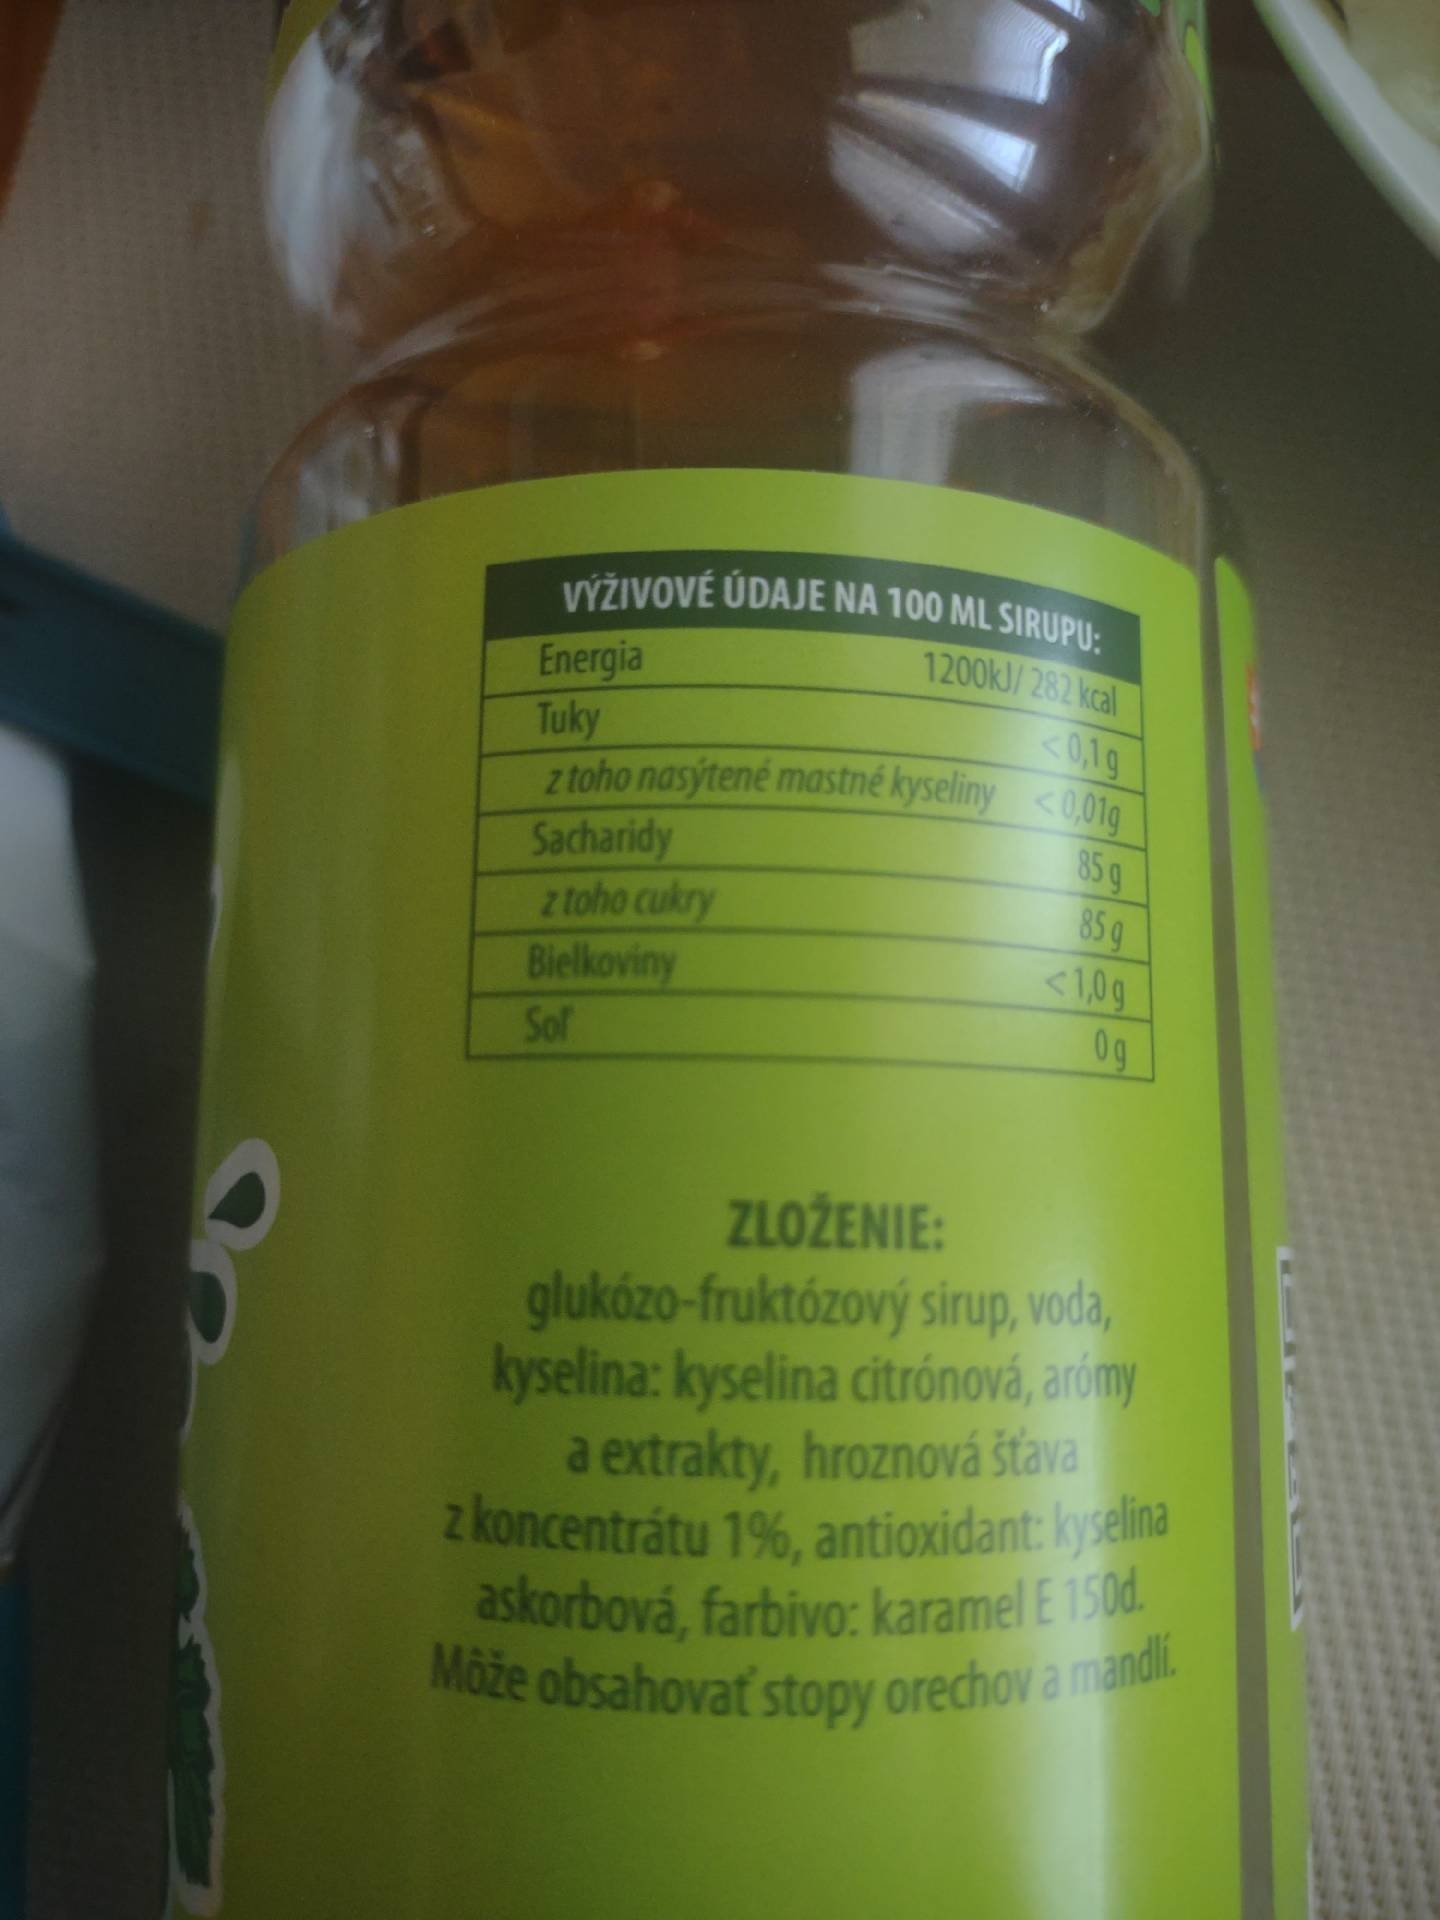 VÝŽIVOVÉ ÚDAJE NA 100 ML SIRUPU:
Energia 1200kJ/ 282 kcal
Tuky < 0,1 g
z toho nasýtené mastné kyseliny < 0,01g
Sacharidy 85 g
z toho cukry 85 g
Bielkoviny < 1,0 g
Soľ 0 g
ZLOŽENIE:
glukózo-fruktózový sirup, voda,
kyselina: kyselina citrónová, arómy
a extrakty, hroznová šťava
z koncentrátu 1%, antioxidant: kyselina
askorbová, farbivo: karamel E 150d.
Môže obsahovať stopy orechov a mandlí.